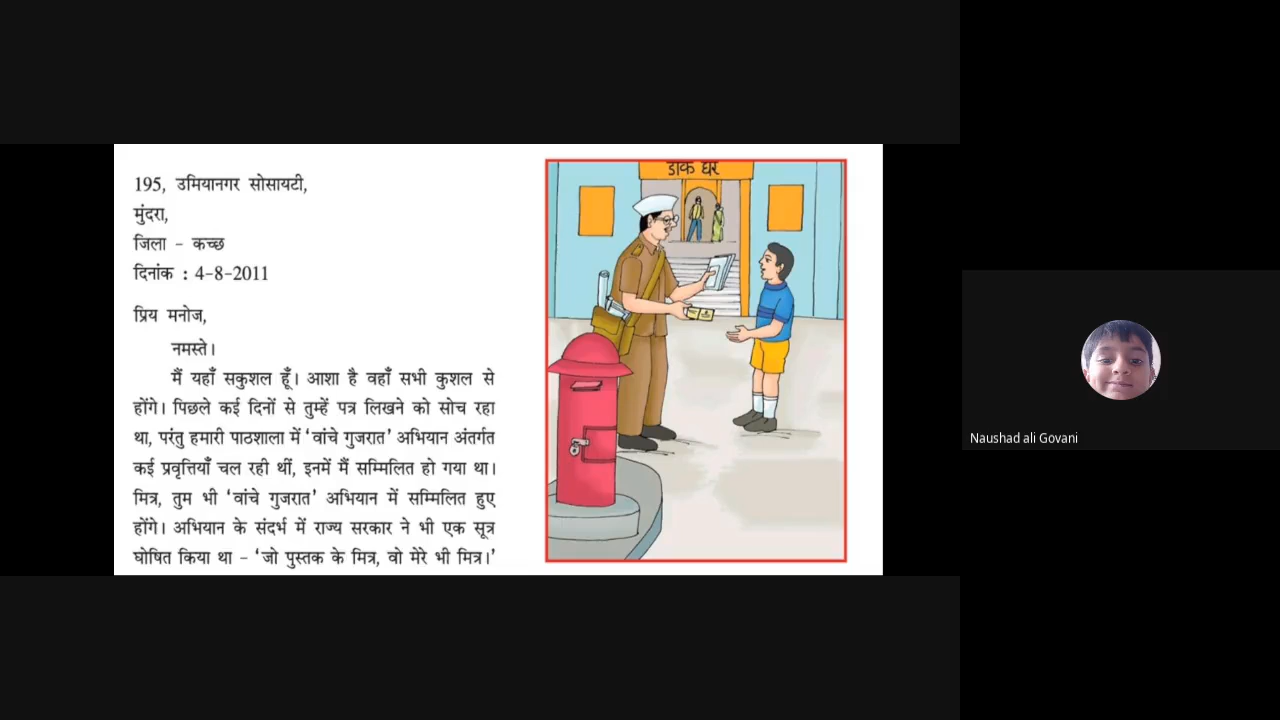 195, उमियानगर सोसायटी,
मुंदरा,
जिला - कच्छ
दिनांक : 4-8-2011
प्रिय मनोज,
नमस्ते।
मैं यहाँ सकुशल हूँ। आशा है वहाँ सभी कुशल से
होंगे। पिछले कई दिनों से तुम्हें पत्र लिखने को सोच रहा
था, परंतु हमारी पाठशाला में 'वांचे गुजरात' अभियान अंतर्गत
कई प्रवृत्तियाँ चल रही थीं, इनमें मैं सम्मिलित हो गया था।
मित्र, तुम भी 'वांचे गुजरात' अभियान में सम्मिलित हुए
होंगे। अभियान के संदर्भ में राज्य सरकार ने भी एक सूत्र
घोषित किया था - 'जो पुस्तक के मित्र, वो मेरे भी मित्र।'
डाक घर
Naushad ali Govani